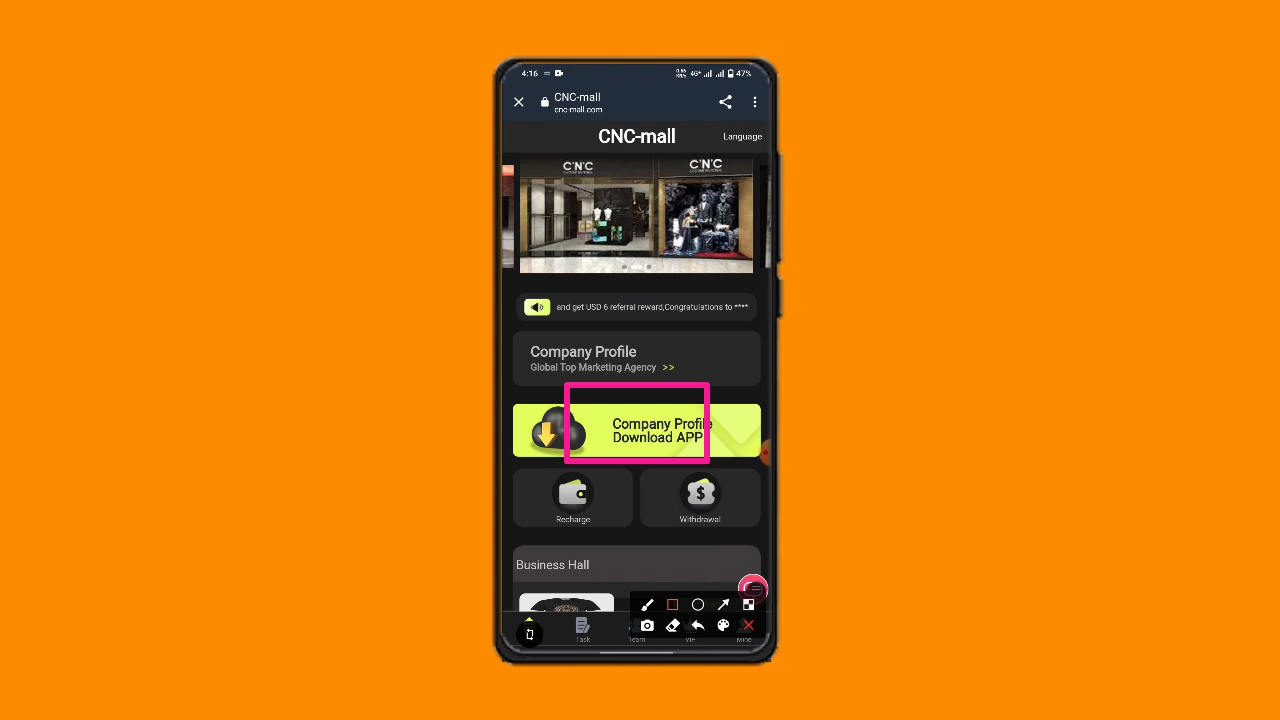 4:16
4G+
47%
CNC-mall
cnc-mall.com
CNC-mall
Language
C'N'C
C'N'C
and get USD 6 referral reward,Congratulations to ****
Company Profile
Global Top Marketing Agency >>
Company Profile
Download APP
Recharge
Withdrawal
Business Hall
Task
Team
VIP
Mine